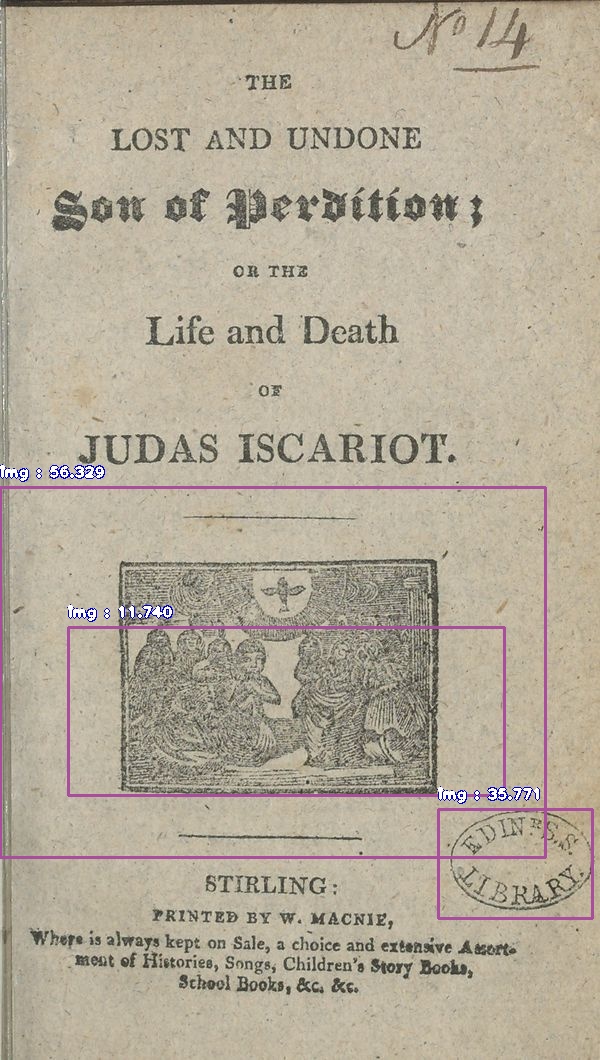 No 14
THE
LOST AND UNDONE
Son of Perdition;
OR THE
Life and Death
OF
JUDAS ISCARIOT.
Img : 56.329
Img : 11.740
Img : 35.771
EDINR S.S.
LIBRARY.
STIRLING:
PRINTED BY W. MACNIE,
Where is always kept on Sale, a choice and extensive Assort-
ment of Histories, Songs, Children's Story Books,
School Books, &c. &c.